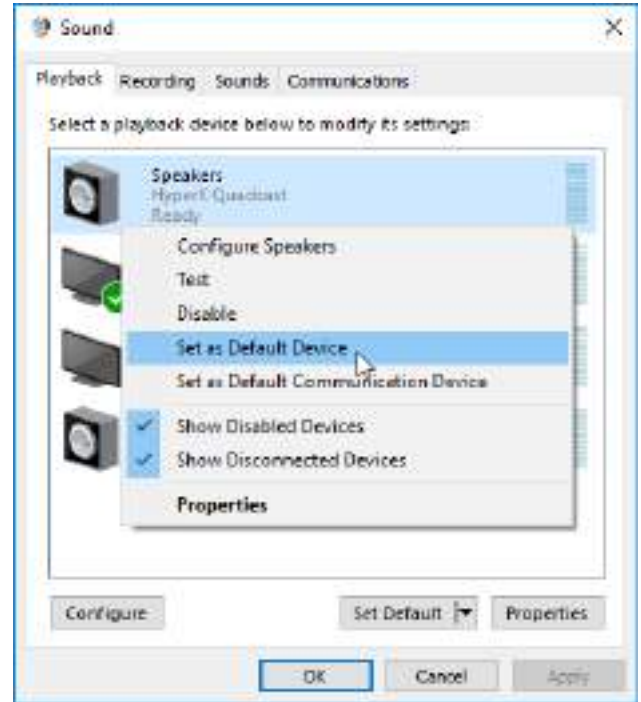 Sound
Playback Recording Sounds Communications
Select a playback device below to modify its settings:
Speakers
HyperX Quadcast
Ready
Configure Speakers
Test
Disable
Set as Default Device
Set as Default Communication Device
Show Disabled Devices
Show Disconnected Devices
Properties
Configure Set Default Properties
OK Cancel Apply